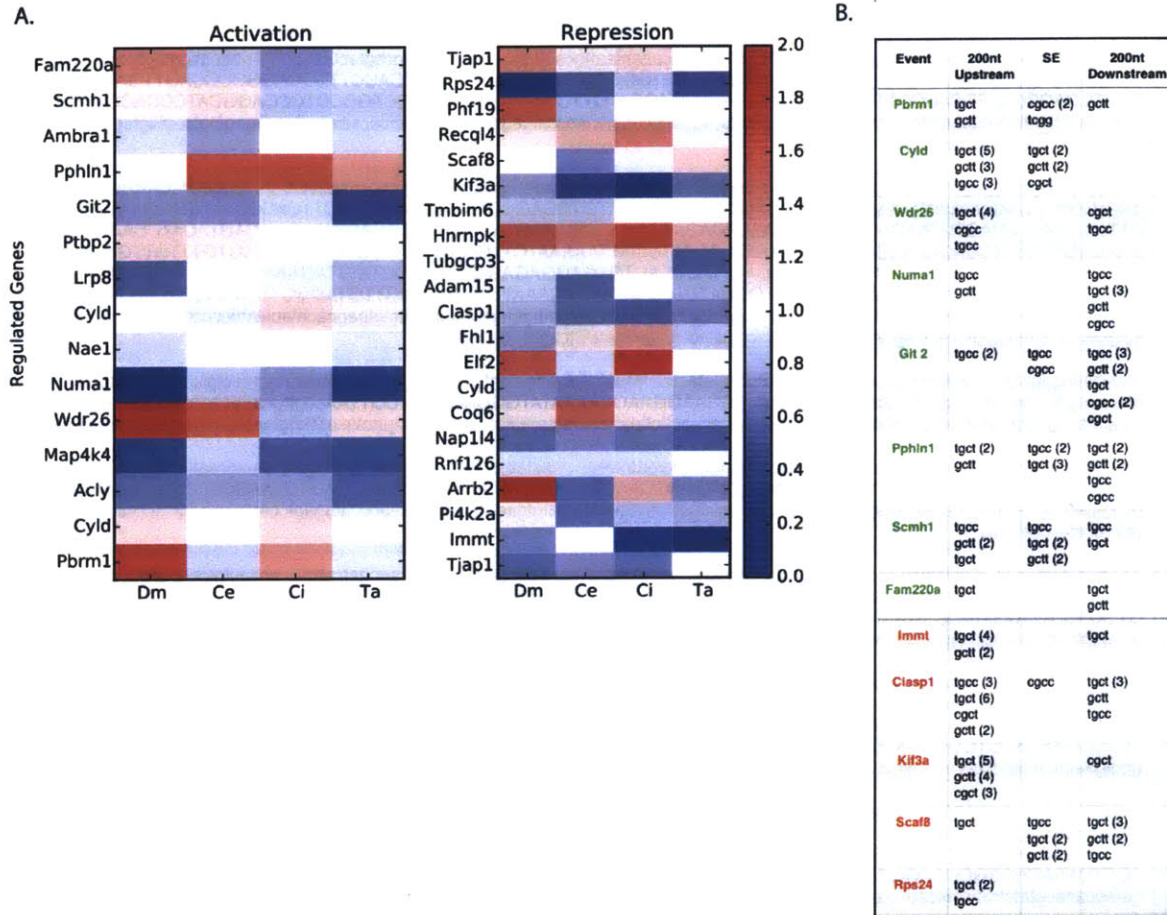 A.
Activation
Regulated Genes
Fam220a
Scmh1
Ambra1
Pphln1
Git2
Ptbp2
Lrp8
Cyld
Nae1
Numa1
Wdr26
Map4k4
Acly
Cyld
Pbrm1
Dm Ce Ci Ta
Repression
Tjap1
Rps24
Phf19
Recql4
Scaf8
Kif3a
Tmbim6
Hnrnpk
Tubgcp3
Adam15
Clasp1
Fhl1
Elf2
Cyld
Coq6
Nap1l4
Rnf126
Arrb2
Pi4k2a
Immt
Tjap1
Dm Ce Ci Ta
2.0
1.8
1.6
1.4
1.2
1.0
0.8
0.6
0.4
0.2
0.0
B.
Event 200nt SE 200nt
Upstream Downstream
Pbrm1 tgct cgcc (2) gctt
gctt tcgg
Cyld tgct (5) tgct (2)
gctt (3) gctt (2)
tgcc (3) cgct
Wdr26 tgct (4) cgct
cgcc tgcc
tgcc
Numa1 tgcc tgcc
gctt tgct (3)
gctt
cgcc
Git 2 tgcc (2) tgcc tgcc (3)
cgcc gctt (2)
tgct
cgcc (2)
cgct
Pphln1 tgct (2) tgcc (2) tgct (2)
gctt tgct (3) gctt (2)
tgcc
cgcc
Scmh1 tgcc tgcc tgcc
gctt (2) tgct (2) tgct
tgct gctt (2)
Fam220a tgct tgct
gctt
Immt tgct (4) tgct
gctt (2)
Clasp1 tgcc (3) cgcc tgct (3)
tgct (6) gctt
cgct tgcc
gctt (2)
Kif3a tgct (5) cgct
gctt (4)
cgct (3)
Scaf8 tgct tgcc tgct (3)
tgct (2) gctt (2)
gctt (2) tgcc
Rps24 tgct (2)
tgcc